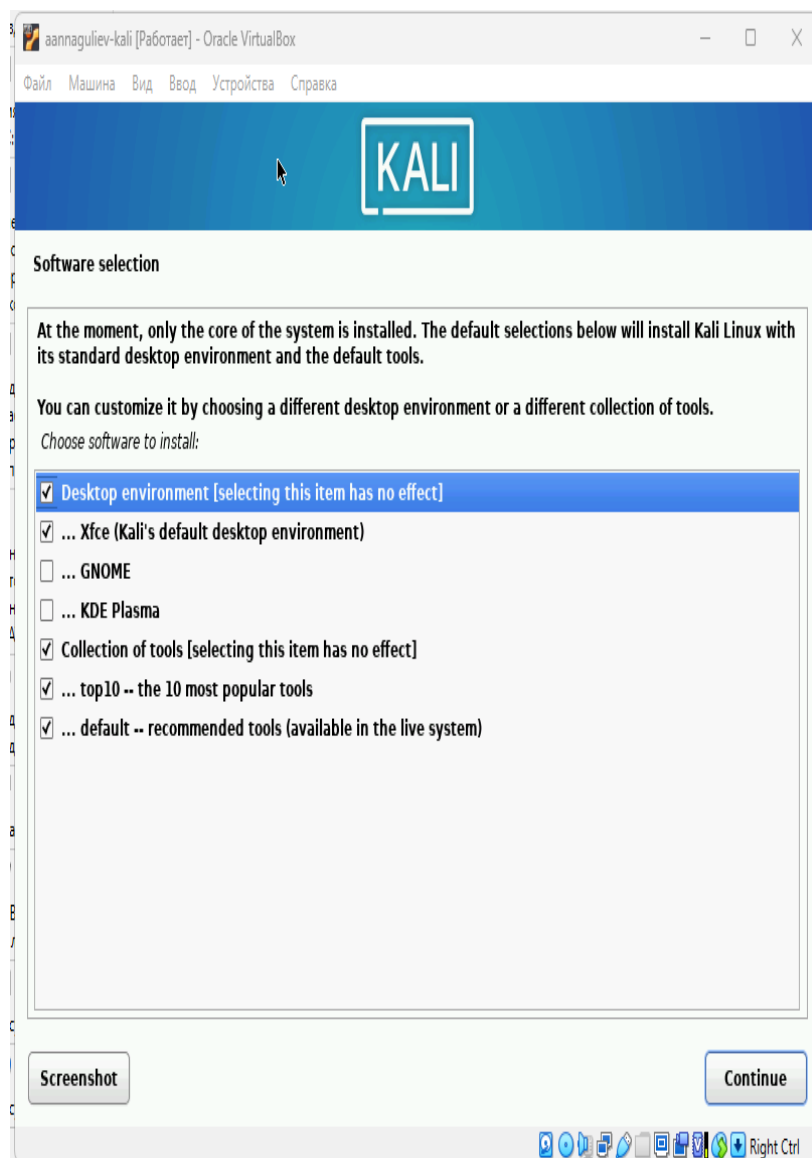 aannaguliev-kali [Работает] - Oracle VirtualBox
Файл Машина Вид Ввод Устройства Справка
KALI
Software selection
At the moment, only the core of the system is installed. The default selections below will install Kali Linux with
its standard desktop environment and the default tools.
You can customize it by choosing a different desktop environment or a different collection of tools.
Choose software to install:
Desktop environment [selecting this item has no effect]
... Xfce (Kali's default desktop environment)
... GNOME
... KDE Plasma
Collection of tools [selecting this item has no effect]
... top10 -- the 10 most popular tools
... default -- recommended tools (available in the live system)
Screenshot
Continue
Right Ctrl